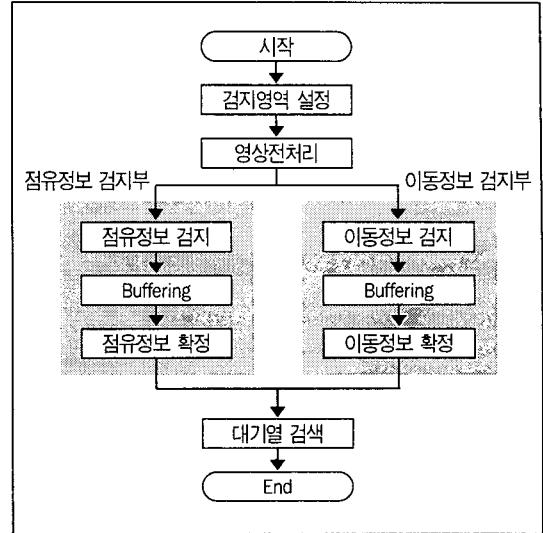 시작
검지영역 설정
영상전처리
점유정보 검지부
이동정보 검지부
점유정보 검지
이동정보 검지
Buffering
Buffering
점유정보 확정
이동정보 확정
대기열 검색
End